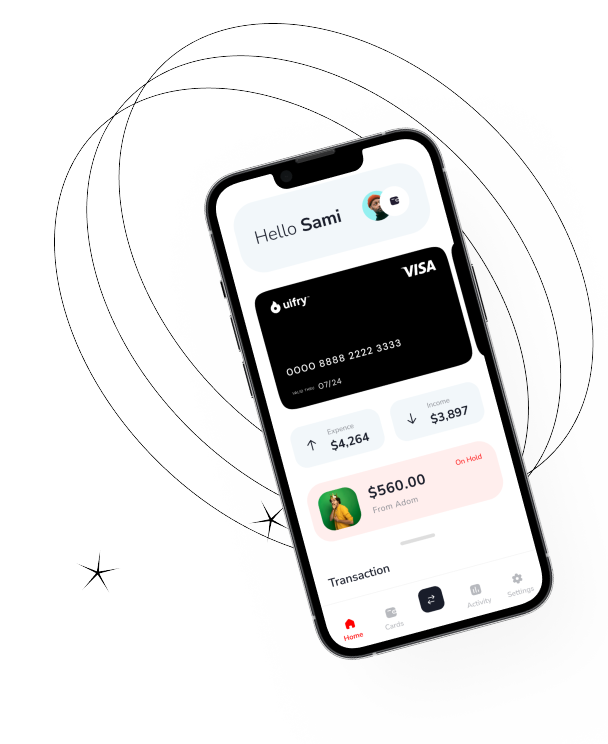 Hello Sami
VISA
uifry
0000 8888 2222 3333
VALID THRU 07/24
Expence
$4,264
Income
$3,897
$560.00
On Hold
From Adom
Transaction
Home
Cards
Activity
Settings